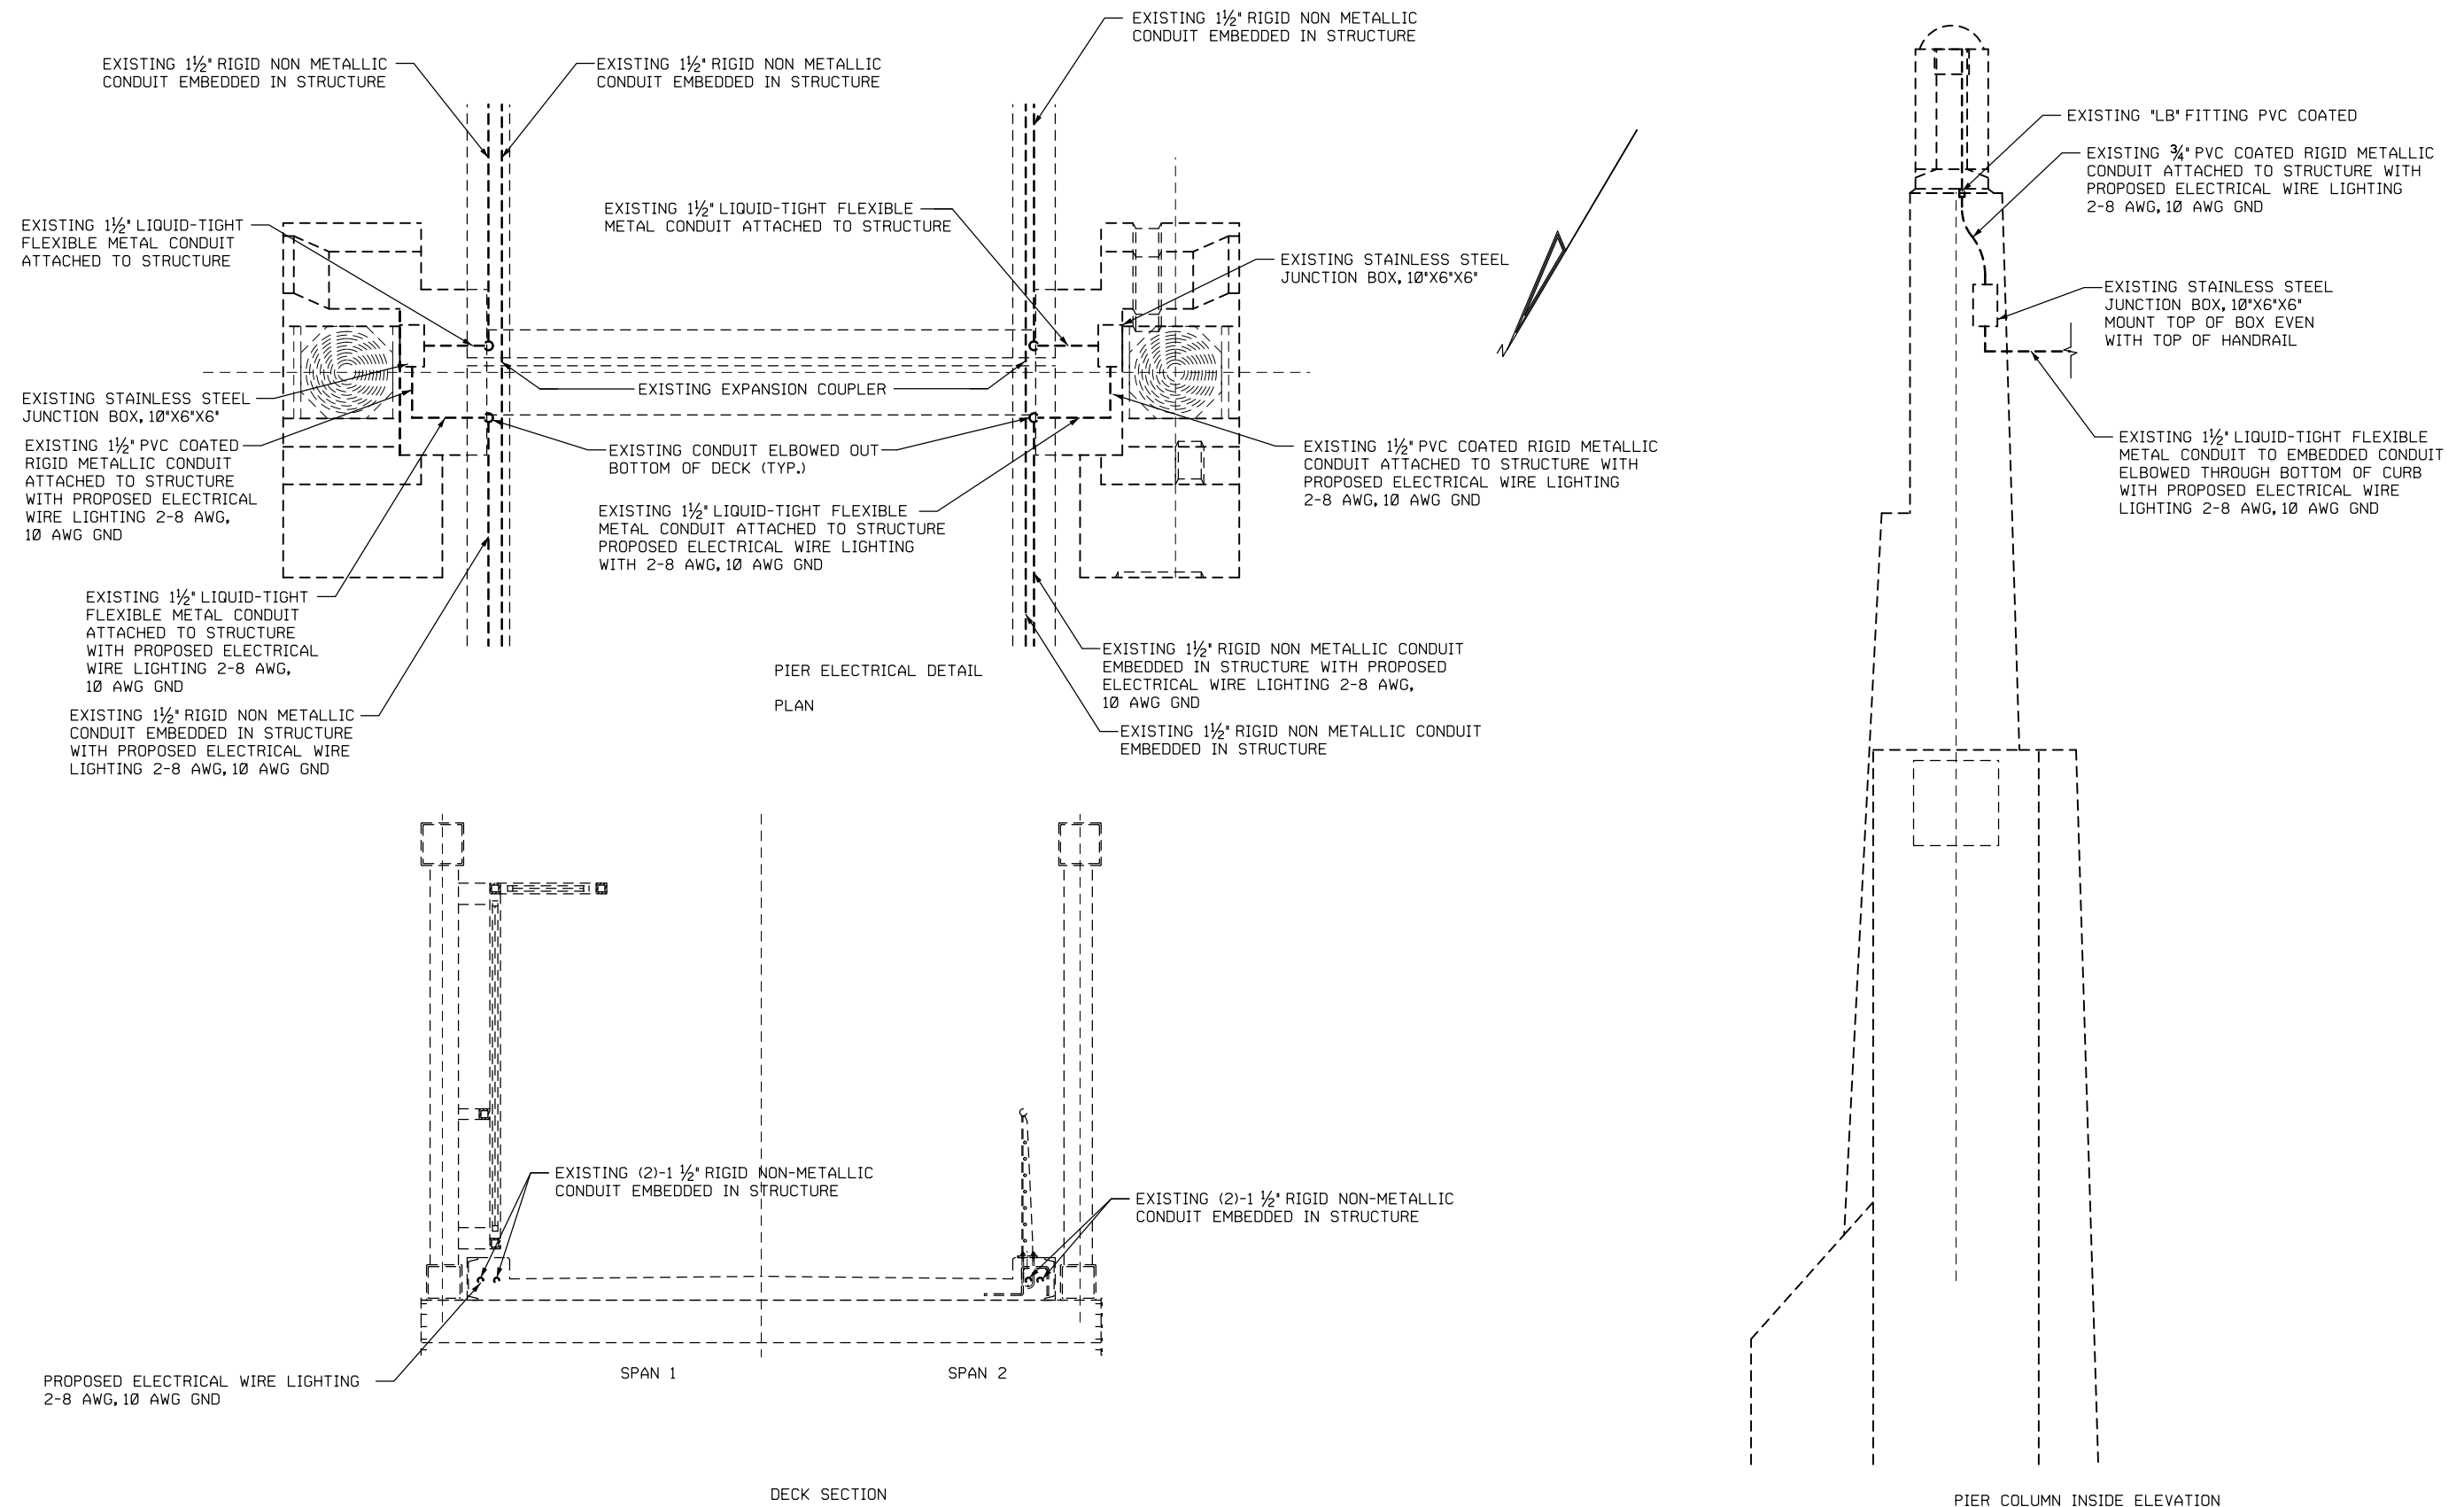 EXISTING 1½" RIGID NON METALLIC
CONDUIT EMBEDDED IN STRUCTURE
EXISTING 1½" RIGID NON METALLIC
CONDUIT EMBEDDED IN STRUCTURE
EXISTING 1½" RIGID NON METALLIC
CONDUIT EMBEDDED IN STRUCTURE
EXISTING 1½" LIQUID-TIGHT
FLEXIBLE METAL CONDUIT
ATTACHED TO STRUCTURE
EXISTING 1½" LIQUID-TIGHT FLEXIBLE
METAL CONDUIT ATTACHED TO STRUCTURE
EXISTING STAINLESS STEEL
JUNCTION BOX, 10"X6"X6"
N
EXISTING STAINLESS STEEL
JUNCTION BOX, 10"X6"X6"
EXISTING EXPANSION COUPLER
EXISTING 1½" PVC COATED
RIGID METALLIC CONDUIT
ATTACHED TO STRUCTURE
WITH PROPOSED ELECTRICAL
WIRE LIGHTING 2-8 AWG,
10 AWG GND
EXISTING CONDUIT ELBOWED OUT
BOTTOM OF DECK (TYP.)
EXISTING 1½" PVC COATED RIGID METALLIC
CONDUIT ATTACHED TO STRUCTURE WITH
PROPOSED ELECTRICAL WIRE LIGHTING
2-8 AWG, 10 AWG GND
EXISTING 1½" LIQUID-TIGHT FLEXIBLE
METAL CONDUIT ATTACHED TO STRUCTURE
PROPOSED ELECTRICAL WIRE LIGHTING
WITH 2-8 AWG, 10 AWG GND
EXISTING 1½" LIQUID-TIGHT
FLEXIBLE METAL CONDUIT
ATTACHED TO STRUCTURE
WITH PROPOSED ELECTRICAL
WIRE LIGHTING 2-8 AWG,
10 AWG GND
EXISTING 1½" RIGID NON METALLIC
CONDUIT EMBEDDED IN STRUCTURE
WITH PROPOSED ELECTRICAL WIRE
LIGHTING 2-8 AWG, 10 AWG GND
EXISTING 1½" RIGID NON METALLIC CONDUIT
EMBEDDED IN STRUCTURE WITH PROPOSED
ELECTRICAL WIRE LIGHTING 2-8 AWG,
10 AWG GND
EXISTING 1½" RIGID NON METALLIC CONDUIT
EMBEDDED IN STRUCTURE
PIER ELECTRICAL DETAIL
PLAN
EXISTING (2)-1 ½" RIGID NON-METALLIC
CONDUIT EMBEDDED IN STRUCTURE
EXISTING (2)-1 ½" RIGID NON-METALLIC
CONDUIT EMBEDDED IN STRUCTURE
PROPOSED ELECTRICAL WIRE LIGHTING
2-8 AWG, 10 AWG GND
SPAN 1
SPAN 2
DECK SECTION
EXISTING "LB" FITTING PVC COATED
EXISTING ¾" PVC COATED RIGID METALLIC
CONDUIT ATTACHED TO STRUCTURE WITH
PROPOSED ELECTRICAL WIRE LIGHTING
2-8 AWG, 10 AWG GND
EXISTING STAINLESS STEEL
JUNCTION BOX, 10"X6"X6"
MOUNT TOP OF BOX EVEN
WITH TOP OF HANDRAIL
EXISTING 1½" LIQUID-TIGHT FLEXIBLE
METAL CONDUIT TO EMBEDDED CONDUIT
ELBOWED THROUGH BOTTOM OF CURB
WITH PROPOSED ELECTRICAL WIRE
LIGHTING 2-8 AWG, 10 AWG GND
PIER COLUMN INSIDE ELEVATION